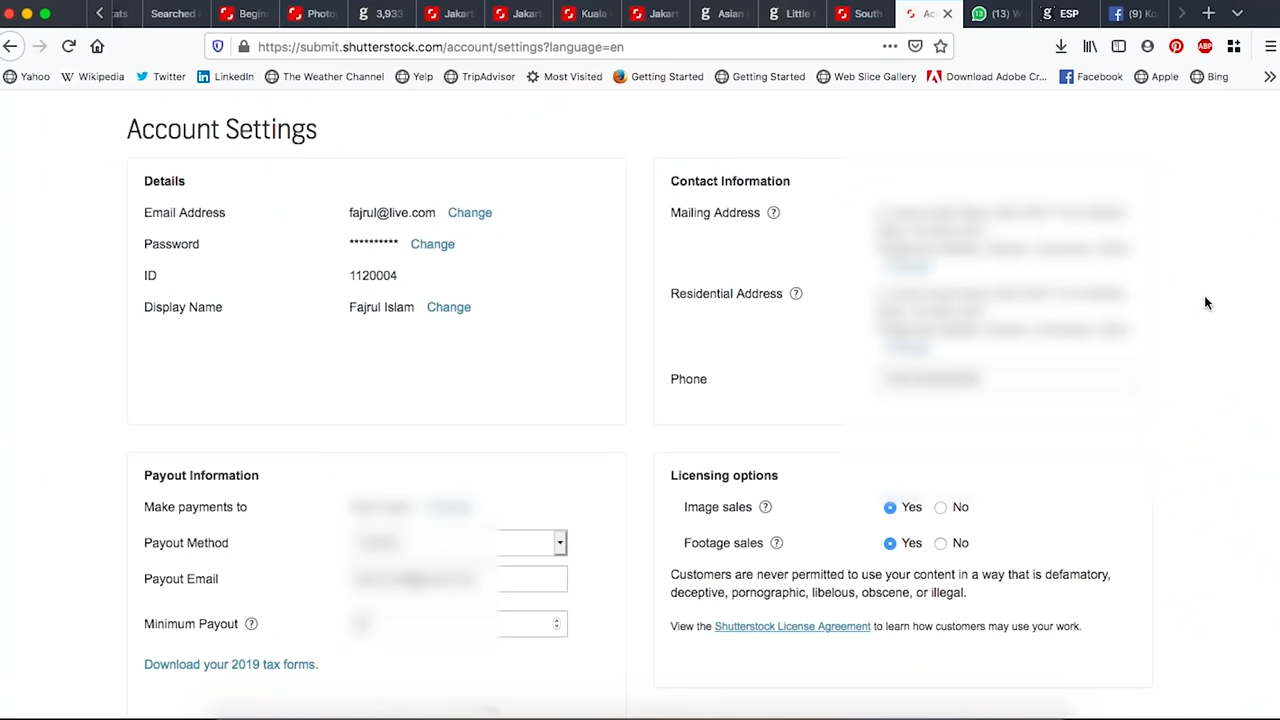 ats
Searched
Begin
Photo
3,933
Jakart
Jakart
Kuala
Jakart
Asian
Little
South
Ac
(13) W
ESP
(9) Ko
https://submit.shutterstock.com/account/settings?language=en
Yahoo
Wikipedia
Twitter
LinkedIn
The Weather Channel
Yelp
TripAdvisor
Most Visited
Getting Started
Getting Started
Web Slice Gallery
Download Adobe Cr...
Facebook
Apple
Bing
Account Settings
Details
Email Address fajrul@live.com Change
Password ********** Change
ID 1120004
Display Name Fajrul Islam Change
Contact Information
Mailing Address ?
Residential Address ?
Phone
Payout Information
Make payments to
Payout Method
Payout Email
Minimum Payout ?
Download your 2019 tax forms.
Licensing options
Image sales ? Yes No
Footage sales ? Yes No
Customers are never permitted to use your content in a way that is defamatory,
deceptive, pornographic, libelous, obscene, or illegal.
View the Shutterstock License Agreement to learn how customers may use your work.